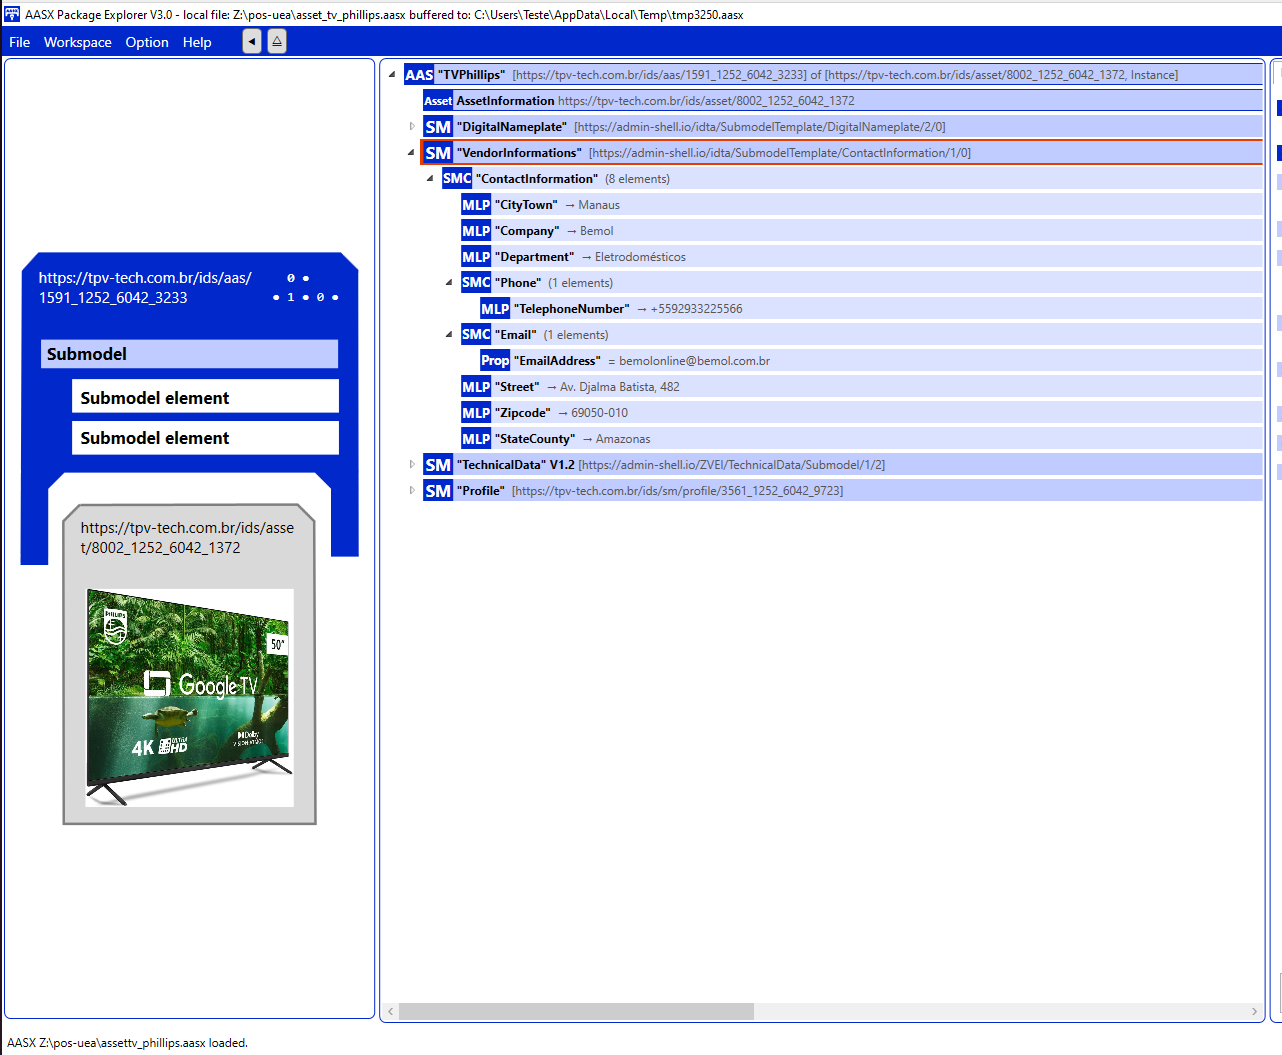 AASX Package Explorer V3.0 - local file: Z:\pos-uea\asset_tv_phillips.aasx buffered to: C:\Users\Teste\AppData\Local\Temp\tmp3250.aasx
File Workspace Option Help
https://tpv-tech.com.br/ids/aas/
1591_1252_6042_3233
0 •
• 1 • 0 •
Submodel
Submodel element
Submodel element
https://tpv-tech.com.br/ids/asse
t/8002_1252_6042_1372
PHILIPS
50"
Google TV
4K ULTRA HD
Dolby
VISION·ATMOS
AAS "TVPhillips" [https://tpv-tech.com.br/ids/aas/1591_1252_6042_3233] of [https://tpv-tech.com.br/ids/asset/8002_1252_6042_1372, Instance]
Asset AssetInformation https://tpv-tech.com.br/ids/asset/8002_1252_6042_1372
SM "DigitalNameplate" [https://admin-shell.io/idta/SubmodelTemplate/DigitalNameplate/2/0]
SM "VendorInformations" [https://admin-shell.io/idta/SubmodelTemplate/ContactInformation/1/0]
SMC "ContactInformation" (8 elements)
MLP "CityTown" → Manaus
MLP "Company" → Bemol
MLP "Department" → Eletrodomésticos
SMC "Phone" (1 elements)
MLP "TelephoneNumber" → +5592933225566
SMC "Email" (1 elements)
Prop "EmailAddress" = bemolonline@bemol.com.br
MLP "Street" → Av. Djalma Batista, 482
MLP "Zipcode" → 69050-010
MLP "StateCounty" → Amazonas
SM "TechnicalData" V1.2 [https://admin-shell.io/ZVEI/TechnicalData/Submodel/1/2]
SM "Profile" [https://tpv-tech.com.br/ids/sm/profile/3561_1252_6042_9723]
AASX Z:\pos-uea\assettv_phillips.aasx loaded.